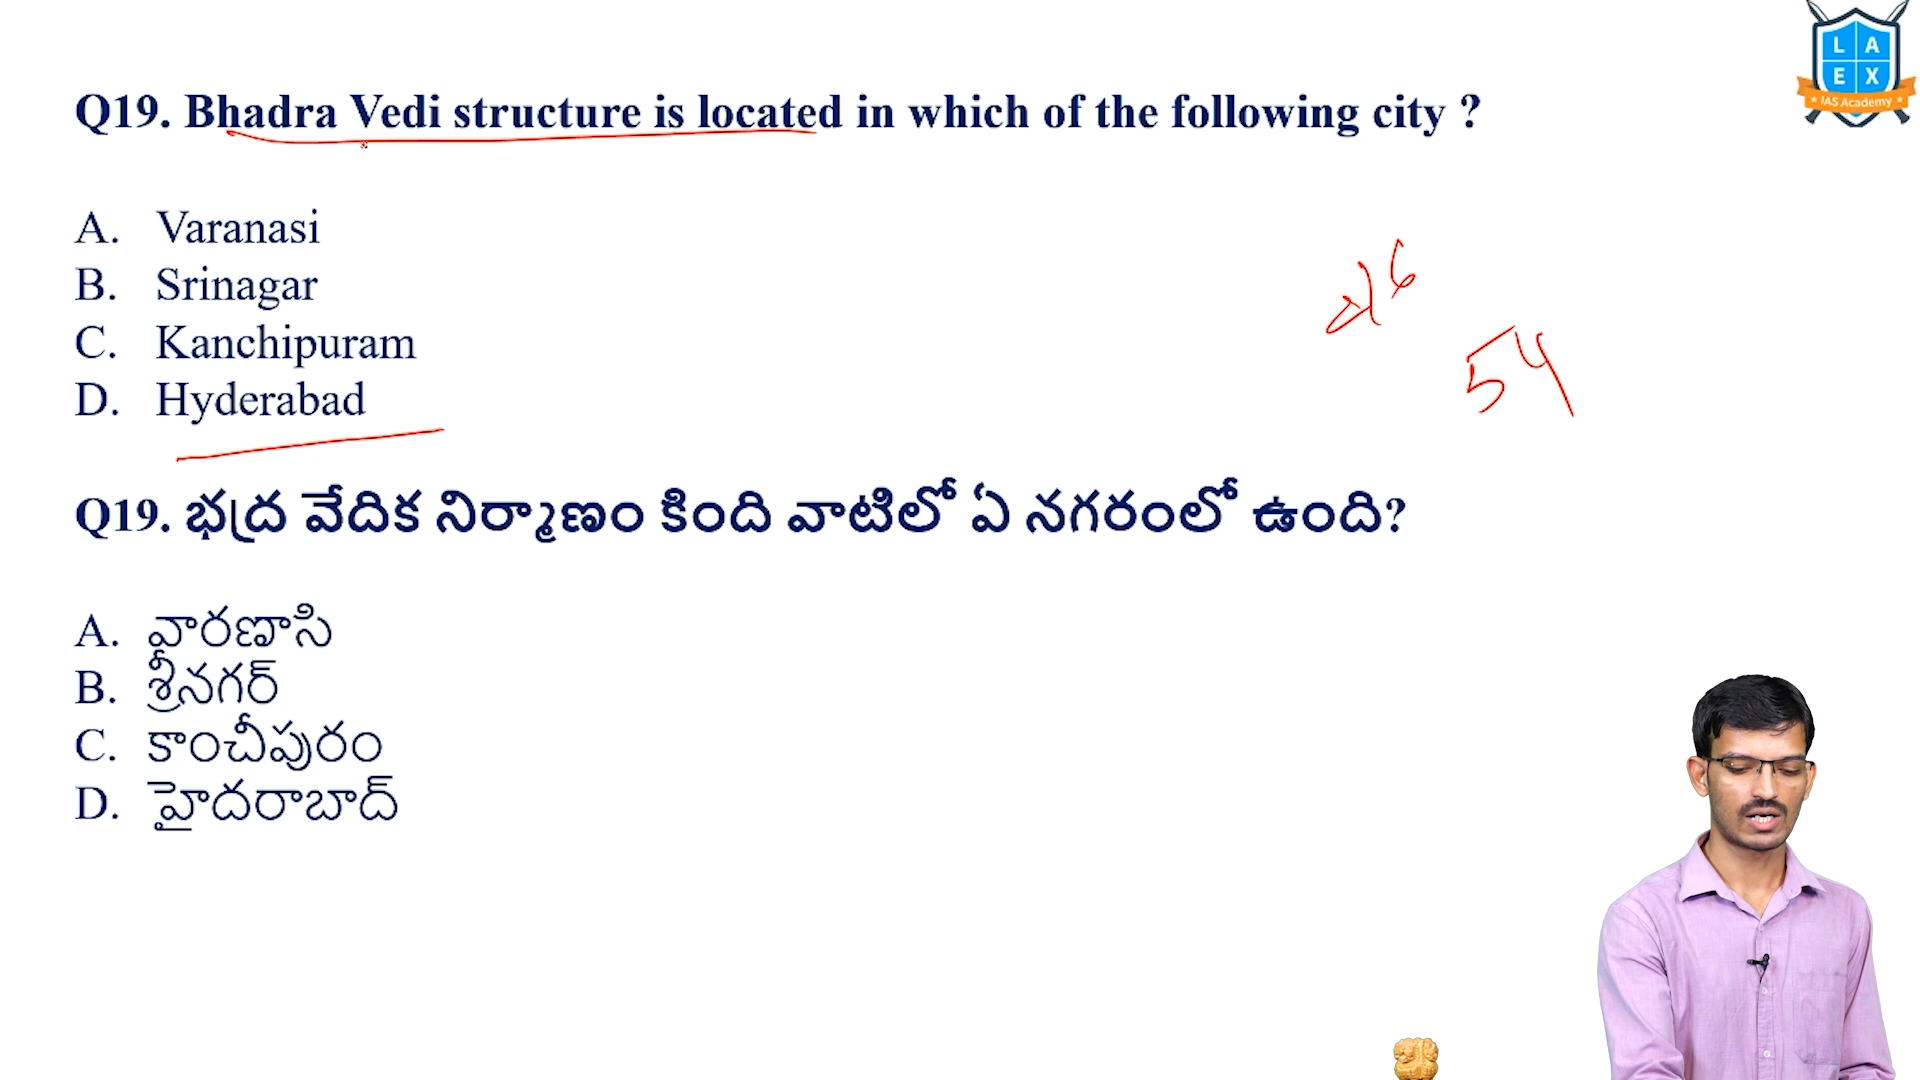 L A
E X
IAS Academy
Q19. Bhadra Vedi structure is located in which of the following city ?
A. Varanasi
B. Srinagar
C. Kanchipuram
D. Hyderabad
54
Q19. భద్ర వేదిక నిర్మాణం కింది వాటిలో ఏ నగరంలో ఉంది?
A. వారణాసి
B. శ్రీనగర్
C. కాంచీపురం
D. హైదరాబాద్